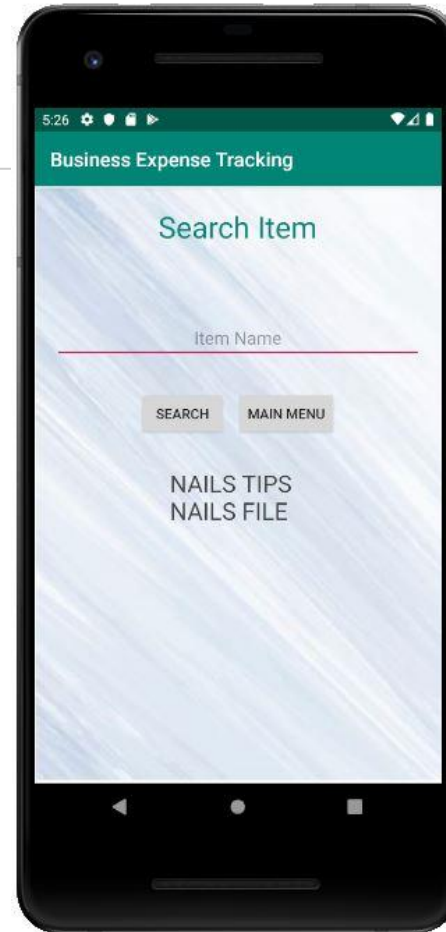 5:26
Business Expense Tracking
Search Item
Item Name
SEARCH MAIN MENU
NAILS TIPS
NAILS FILE